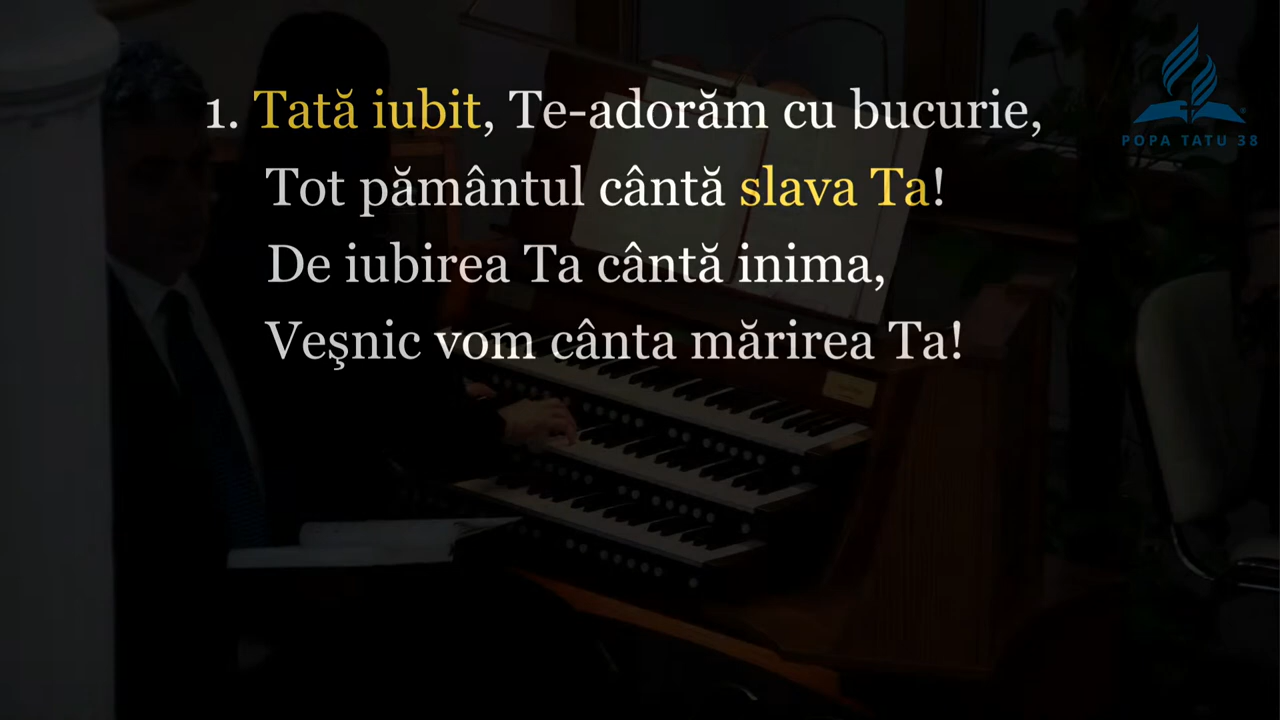 1. Tată iubit, Te-adorăm cu bucurie,
Tot pământul cântă slava Ta!
De iubirea Ta cântă inima,
Veşnic vom cânta mărirea Ta!
POPA TATU 38